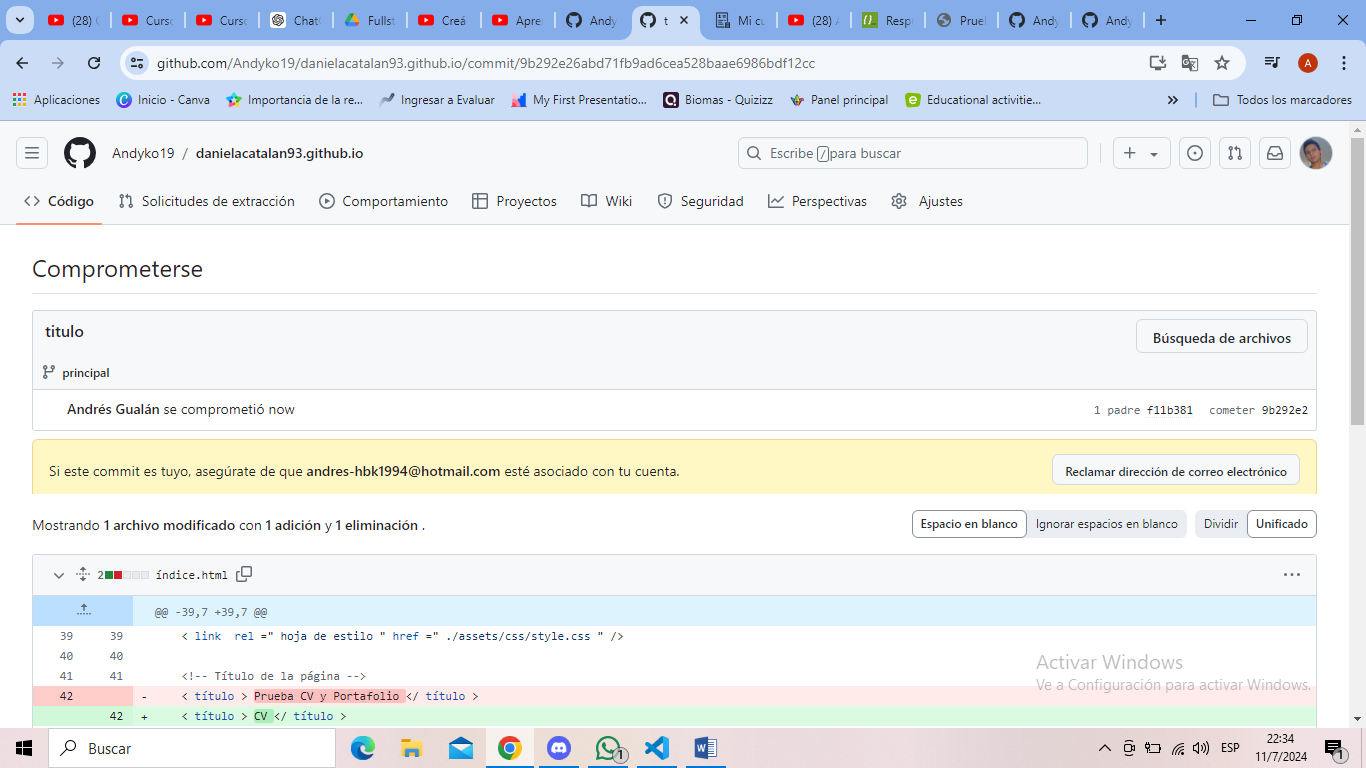 (28) C
Curso
Curso
Chat
Fullst
Creá
Apre
Andy
t
Mi cu
(28) A
Resp
Pruel
Andy
Andy
github.com/Andyko19/danielacatalan93.github.io/commit/9b292e26abd71fb9ad6cea528baae6986bdf12cc
A
Aplicaciones
Inicio - Canva
Importancia de la re...
Ingresar a Evaluar
My First Presentatio...
Biomas - Quizizz
Panel principal
Educational activitie...
»
Todos los marcadores
Andyko19 / danielacatalan93.github.io
Escribe / para buscar
Código
Solicitudes de extracción
Comportamiento
Proyectos
Wiki
Seguridad
Perspectivas
Ajustes
Comprometerse
titulo
Búsqueda de archivos
principal
Andrés Gualán se comprometió now
1 padre f11b381 cometer 9b292e2
Si este commit es tuyo, asegúrate de que andres-hbk1994@hotmail.com esté asociado con tu cuenta.
Reclamar dirección de correo electrónico
Mostrando 1 archivo modificado con 1 adición y 1 eliminación .
Espacio en blanco
Ignorar espacios en blanco
Dividir
Unificado
2 índice.html
@@ -39,7 +39,7 @@
39 39 < link rel =" hoja de estilo " href =" ./assets/css/style.css " />
40 40
41 41 <!-- Título de la página -->
42 - < título > Prueba CV y Portafolio </ título >
42 + < título > CV </ título >
Activar Windows
Ve a Configuración para activar Windows.
Buscar
1
ESP
22:34
11/7/2024
1